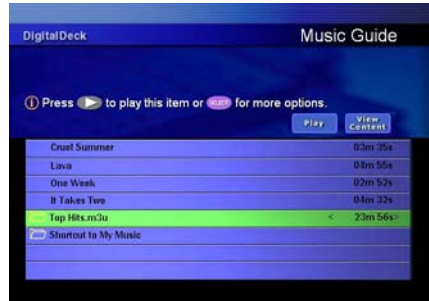 DigitalDeck Music Guide
Press to play this item or SELECT for more options.
Play View Content
Cruel Summer 03m 35s
Lava 04m 55s
One Week 02m 52s
It Takes Two 04m 32s
Top Hits.m3u < 23m 56s>
Shortcut to My Music